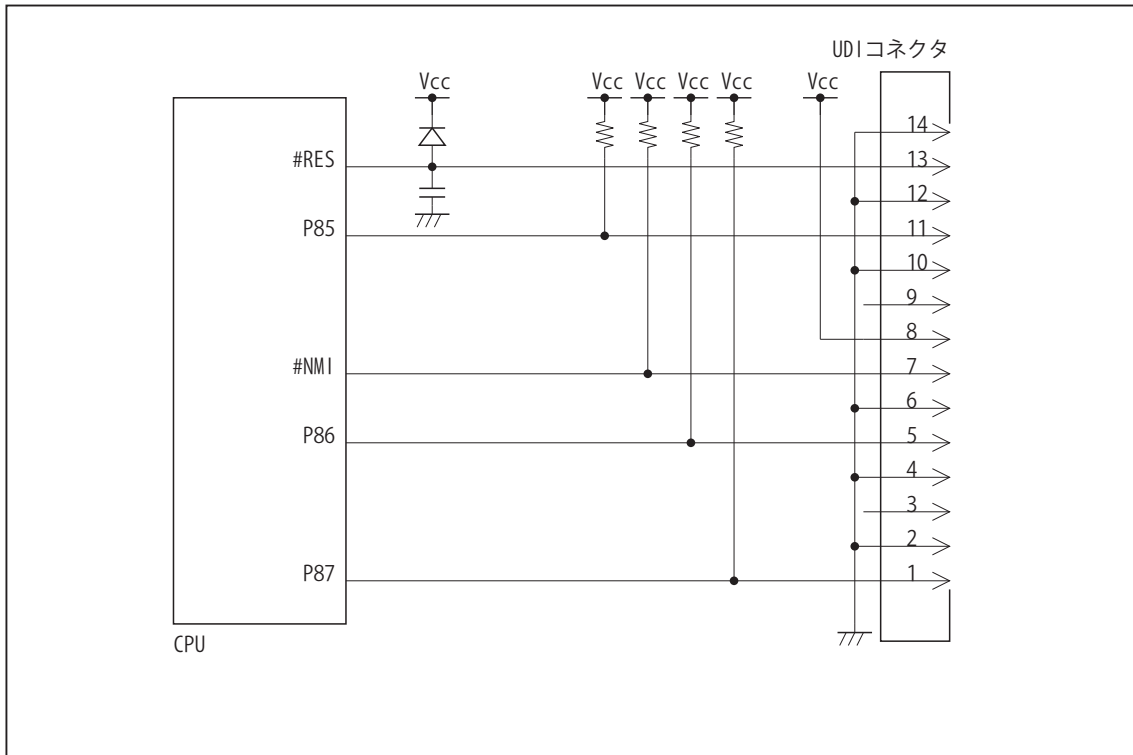 UDIコネクタ
Vcc
Vcc Vcc Vcc Vcc
Vcc
14
#RES
13
12
P85
11
10
9
8
#NMI
7
6
P86
5
4
3
2
P87
1
CPU